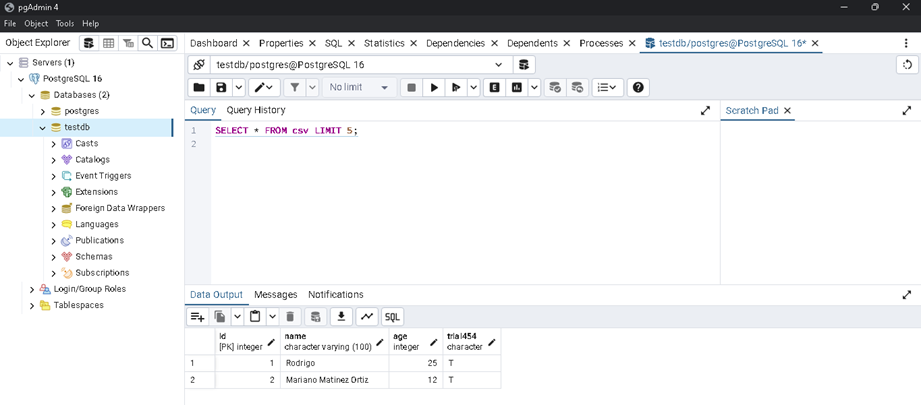 pgAdmin 4
File Object Tools Help
Object Explorer
Dashboard Properties SQL Statistics Dependencies Dependents Processes testdb/postgres@PostgreSQL 16*
Servers (1)
PostgreSQL 16
Databases (2)
postgres
testdb
Casts
Catalogs
Event Triggers
Extensions
Foreign Data Wrappers
Languages
Publications
Schemas
Subscriptions
Login/Group Roles
Tablespaces
testdb/postgres@PostgreSQL 16
No limit
E
Query Query History
Scratch Pad
1 SELECT * FROM csv LIMIT 5;
2
Data Output Messages Notifications
SQL
id name age trial454
[PK] integer character varying (100) integer character
1 1 Rodrigo 25 T
2 2 Mariano Matinez Ortiz 12 T